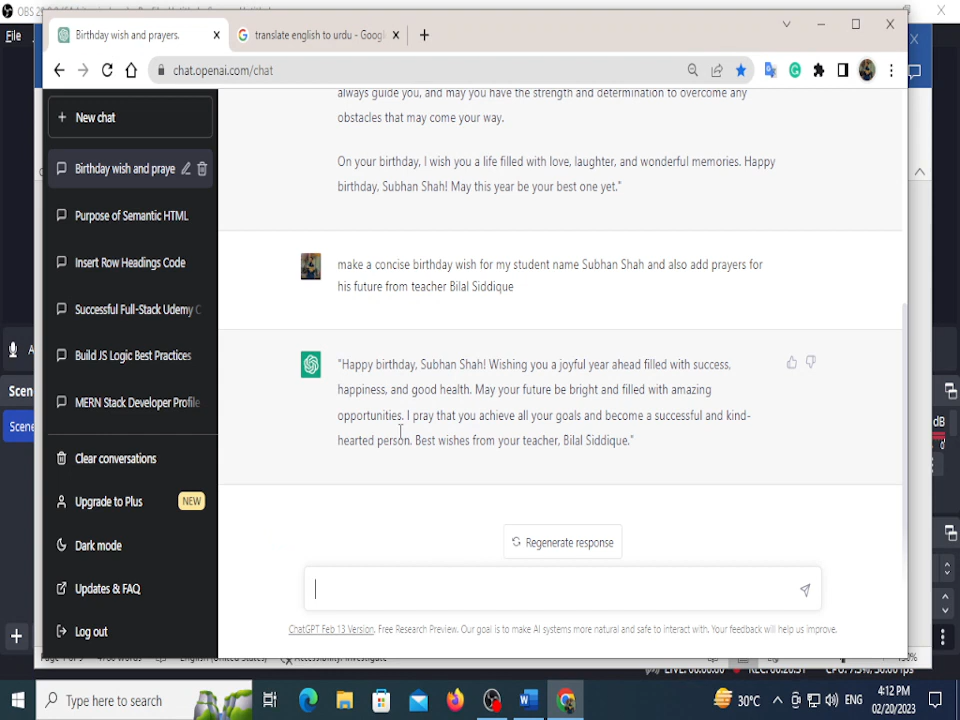 OBS
File
Birthday wish and prayers.
translate english to urdu - Googl
chat.openai.com/chat
New chat
Birthday wish and praye
Purpose of Semantic HTML
Insert Row Headings Code
Successful Full-Stack Udemy C
Build JS Logic Best Practices
MERN Stack Developer Profile
Clear conversations
Upgrade to Plus
NEW
Dark mode
Updates & FAQ
Log out
always guide you, and may you have the strength and determination to overcome any
obstacles that may come your way.
On your birthday, I wish you a life filled with love, laughter, and wonderful memories. Happy
birthday, Subhan Shah! May this year be your best one yet."
make a concise birthday wish for my student name Subhan Shah and also add prayers for
his future from teacher Bilal Siddique
"Happy birthday, Subhan Shah! Wishing you a joyful year ahead filled with success,
happiness, and good health. May your future be bright and filled with amazing
opportunities. I pray that you achieve all your goals and become a successful and kind-
hearted person. Best wishes from your teacher, Bilal Siddique."
Regenerate response
ChatGPT Feb 13 Version. Free Research Preview. Our goal is to make AI systems more natural and safe to interact with. Your feedback will help us improve.
Scen
Scene
dB
Type here to search
30°C
ENG
4:12 PM
02/20/2023